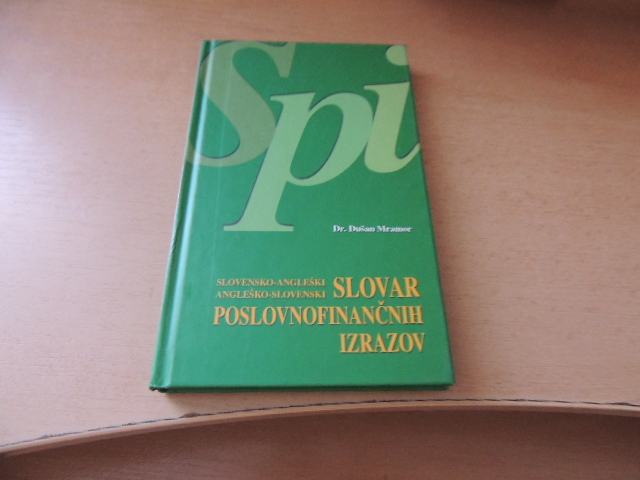 Spi
Dr. Dušan Mramor
SLOVENSKO-ANGLEŠKI
ANGLEŠKO-SLOVENSKI SLOVAR
POSLOVNOFINANČNIH
IZRAZOV